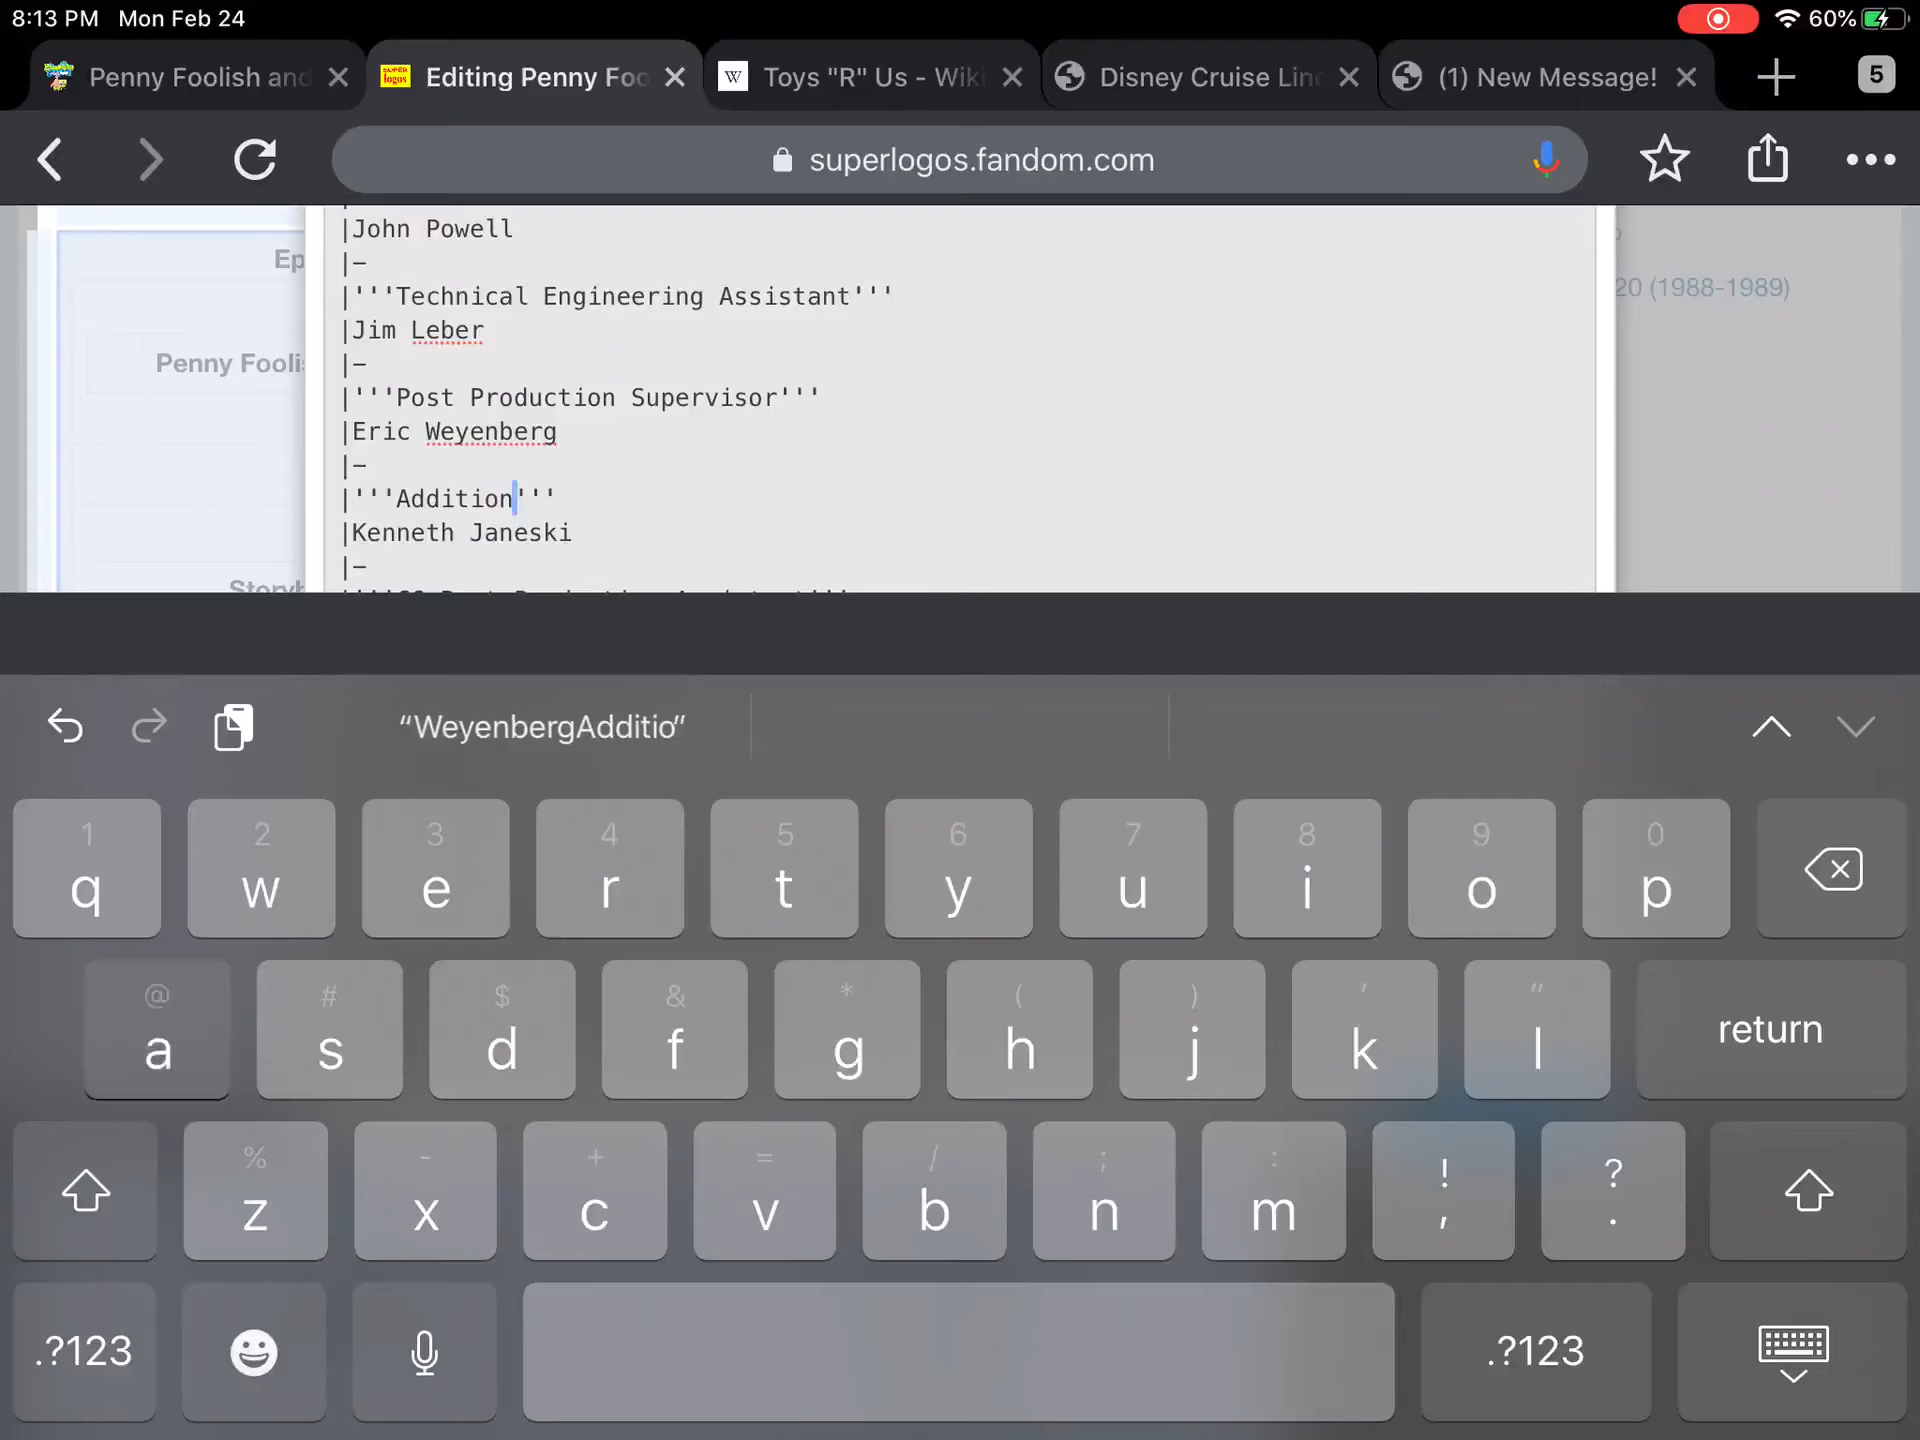 8:13 PM Mon Feb 24 60%
Penny Foolish and Editing Penny Foo W Toys "R" Us - Wiki Disney Cruise Line (1) New Message! 5
superlogos.fandom.com
|John Powell
Ep |-
|'''Technical Engineering Assistant''' 20 (1988-1989)
|Jim Leber
Penny Foolis |-
|'''Post Production Supervisor'''
|Eric Weyenberg
|-
|'''Addition'''
|Kenneth Janeski
|-
“WeyenbergAdditio”
1 2 3 4 5 6 7 8 9 0
q w e r t y u i o p
@ # $ & * ( ) ' "
a s d f g h j k l return
% - + = / ; : ! ?
z x c v b n m , .
.?123 .?123